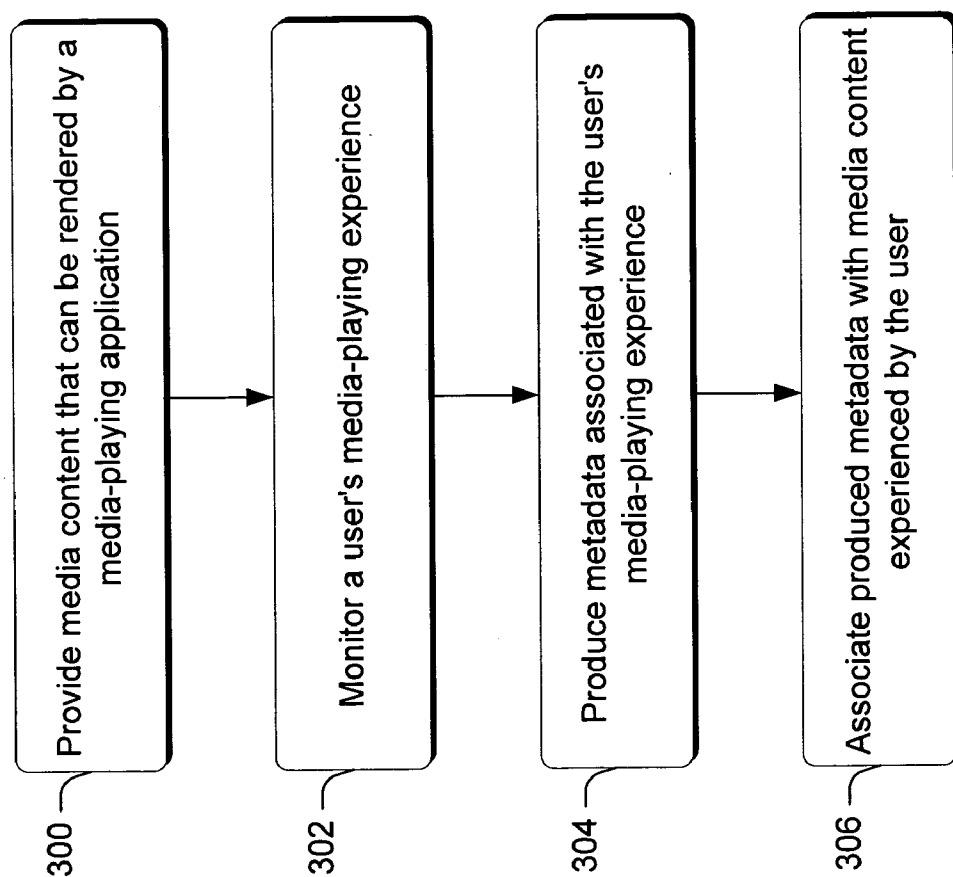 300
Provide media content that can be rendered by a
media-playing application
302
Monitor a user's media-playing experience
304
Produce metadata associated with the user's
media-playing experience
306
Associate produced metadata with media content
experienced by the user